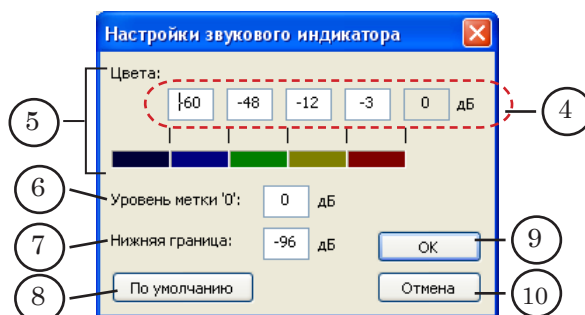 Настройки звукового индикатора
Цвета:
-60 -48 -12 -3 0 дБ
4
5
6
Уровень метки '0': 0 дБ
7
Нижняя граница: -96 дБ
OK
9
8
По умолчанию
Отмена
10